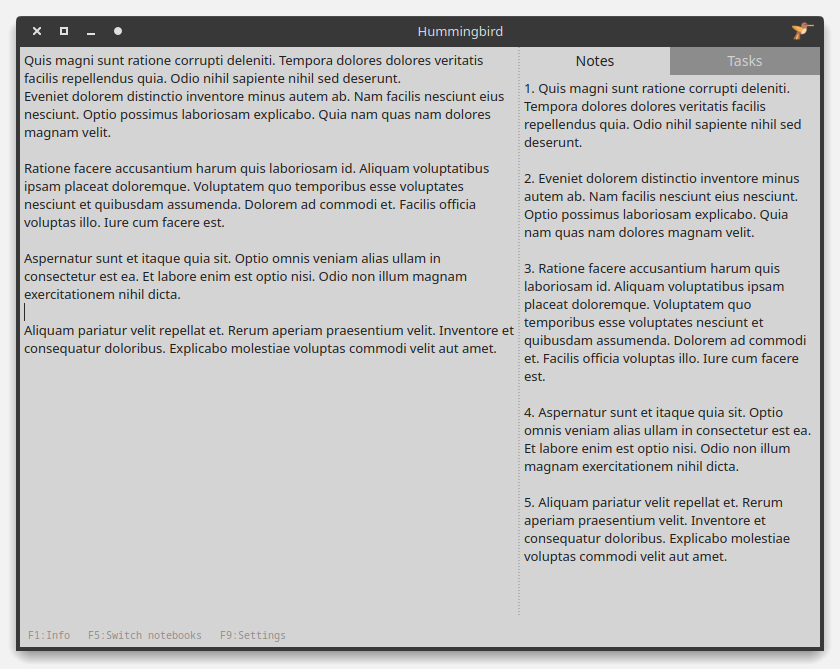 Hummingbird
Quis magni sunt ratione corrupti deleniti. Tempora dolores dolores veritatis
facilis repellendus quia. Odio nihil sapiente nihil sed deserunt.
Eveniet dolorem distinctio inventore minus autem ab. Nam facilis nesciunt eius
nesciunt. Optio possimus laboriosam explicabo. Quia nam quas nam dolores
magnam velit.
Ratione facere accusantium harum quis laboriosam id. Aliquam voluptatibus
ipsam placeat doloremque. Voluptatem quo temporibus esse voluptates
nesciunt et quibusdam assumenda. Dolorem ad commodi et. Facilis officia
voluptas illo. Iure cum facere est.
Aspernatur sunt et itaque quia sit. Optio omnis veniam alias ullam in
consectetur est ea. Et labore enim est optio nisi. Odio non illum magnam
exercitationem nihil dicta.
Aliquam pariatur velit repellat et. Rerum aperiam praesentium velit. Inventore et
consequatur doloribus. Explicabo molestiae voluptas commodi velit aut amet.
Notes
Tasks
1. Quis magni sunt ratione corrupti deleniti.
Tempora dolores dolores veritatis facilis
repellendus quia. Odio nihil sapiente nihil sed
deserunt.
2. Eveniet dolorem distinctio inventore minus
autem ab. Nam facilis nesciunt eius nesciunt.
Optio possimus laboriosam explicabo. Quia
nam quas nam dolores magnam velit.
3. Ratione facere accusantium harum quis
laboriosam id. Aliquam voluptatibus ipsam
placeat doloremque. Voluptatem quo
temporibus esse voluptates nesciunt et
quibusdam assumenda. Dolorem ad commodi
et. Facilis officia voluptas illo. Iure cum facere
est.
4. Aspernatur sunt et itaque quia sit. Optio
omnis veniam alias ullam in consectetur est ea.
Et labore enim est optio nisi. Odio non illum
magnam exercitationem nihil dicta.
5. Aliquam pariatur velit repellat et. Rerum
aperiam praesentium velit. Inventore et
consequatur doloribus. Explicabo molestiae
voluptas commodi velit aut amet.
F1:Info F5:Switch notebooks F9:Settings